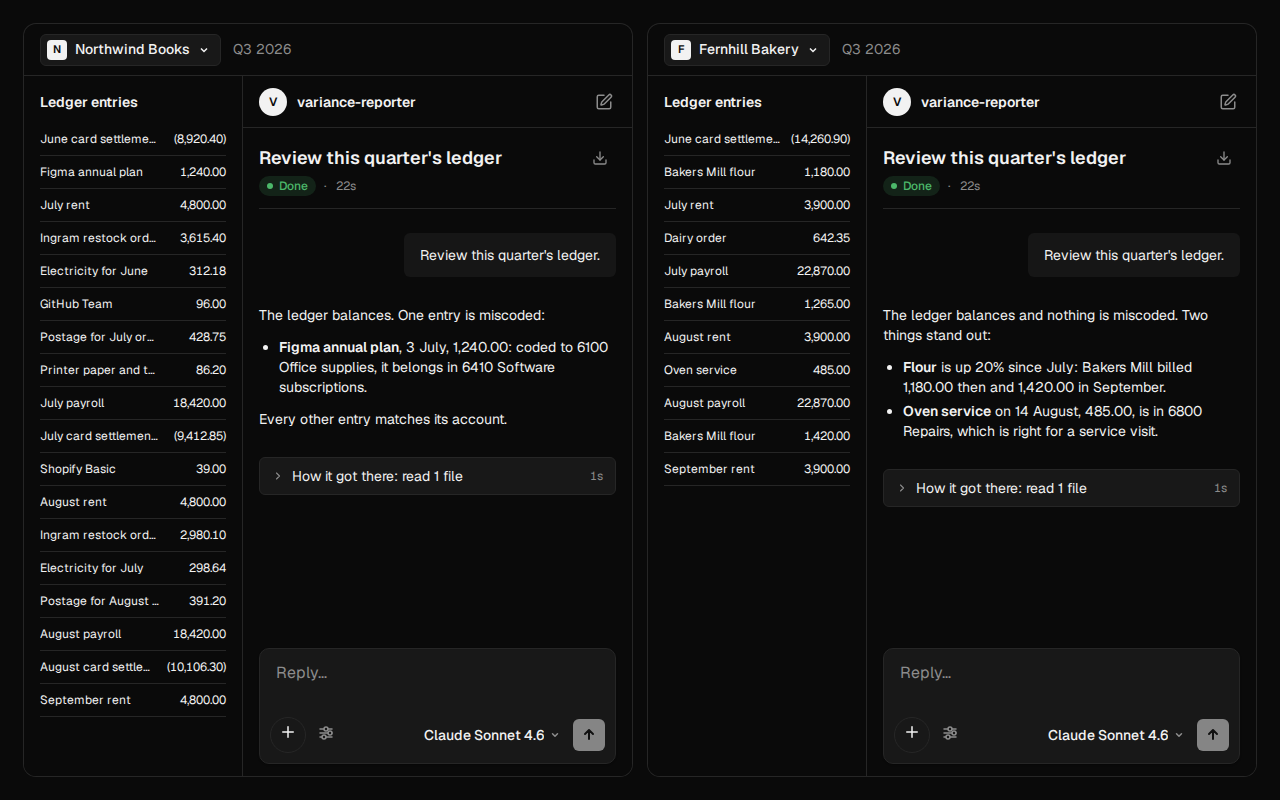 N Northwind Books Q3 2026
Ledger entries
June card settleme… (8,920.40)
Figma annual plan 1,240.00
July rent 4,800.00
Ingram restock ord… 3,615.40
Electricity for June 312.18
GitHub Team 96.00
Postage for July or… 428.75
Printer paper and t… 86.20
July payroll 18,420.00
July card settlemen… (9,412.85)
Shopify Basic 39.00
August rent 4,800.00
Ingram restock ord… 2,980.10
Electricity for July 298.64
Postage for August … 391.20
August payroll 18,420.00
August card settle… (10,106.30)
September rent 4,800.00
V variance-reporter
Review this quarter's ledger
Done · 22s
Review this quarter's ledger.
The ledger balances. One entry is miscoded:
• Figma annual plan, 3 July, 1,240.00: coded to 6100
Office supplies, it belongs in 6410 Software
subscriptions.
Every other entry matches its account.
How it got there: read 1 file 1s
Reply…
Claude Sonnet 4.6
F Fernhill Bakery Q3 2026
Ledger entries
June card settleme… (14,260.90)
Bakers Mill flour 1,180.00
July rent 3,900.00
Dairy order 642.35
July payroll 22,870.00
Bakers Mill flour 1,265.00
August rent 3,900.00
Oven service 485.00
August payroll 22,870.00
Bakers Mill flour 1,420.00
September rent 3,900.00
V variance-reporter
Review this quarter's ledger
Done · 22s
Review this quarter's ledger.
The ledger balances and nothing is miscoded. Two
things stand out:
• Flour is up 20% since July: Bakers Mill billed
1,180.00 then and 1,420.00 in September.
• Oven service on 14 August, 485.00, is in 6800
Repairs, which is right for a service visit.
How it got there: read 1 file 1s
Reply…
Claude Sonnet 4.6